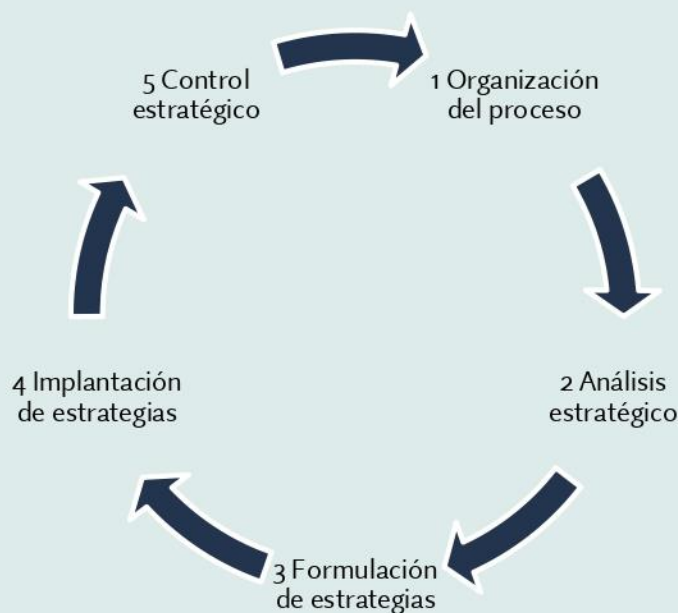 5 Control
estratégico
1 Organización
del proceso
4 Implantación
de estrategias
2 Análisis
estratégico
3 Formulación
de estrategias